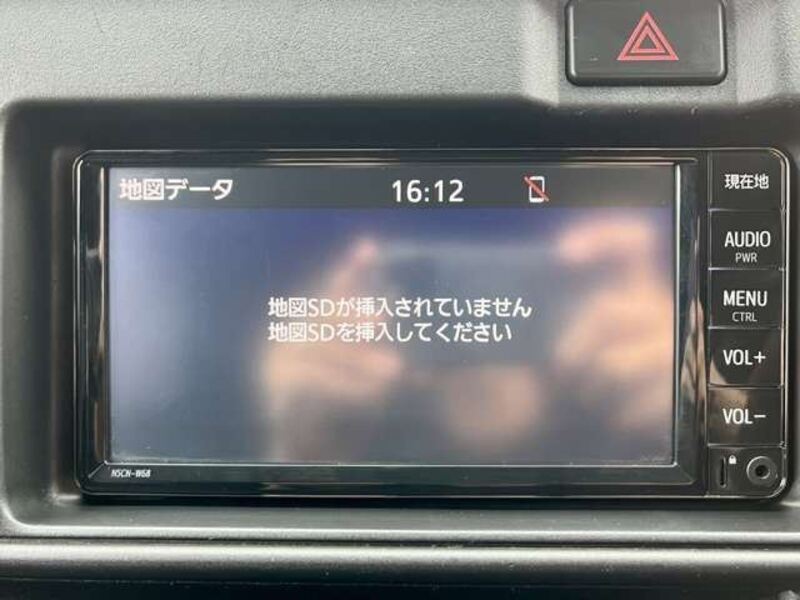 地図データ 16:12
現在地
AUDIO
PWR
地図SDが挿入されていません
地図SDを挿入してください
MENU
CTRL
VOL+
VOL-
NSCN-W68